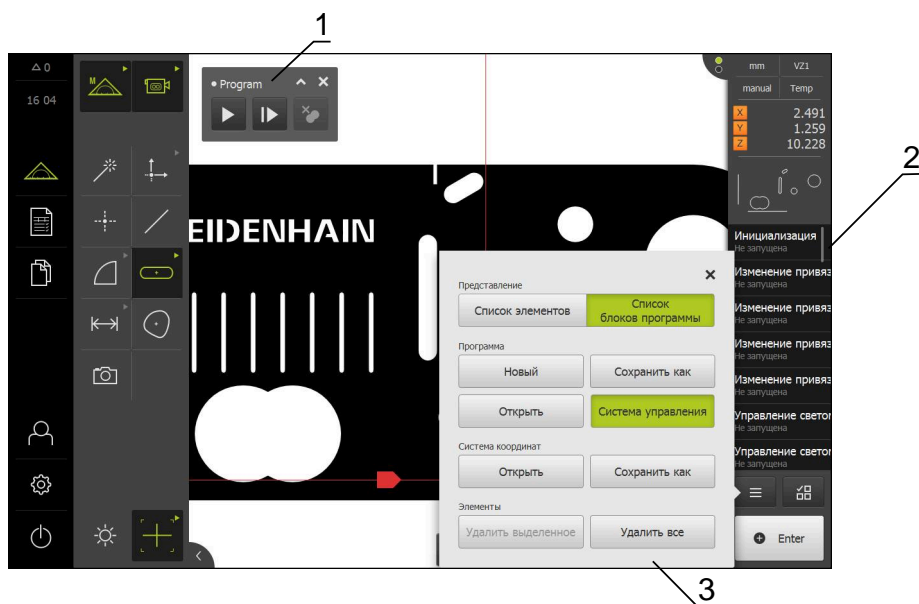 1
△ 0
16 04
M
Program
mm VZ1
manual Temp
X 2.491
Y 1.259
Z 10.228
2
EIDENHAIN
Инициализация
Не запущена
Изменение привяз
Не запущена
Изменение привяз
Не запущена
Изменение привяз
Не запущена
Изменение привяз
Не запущена
Управление светом
Не запущена
Управление светом
Не запущена
Представление
Список элементов
Список
блоков программы
Программа
Новый
Сохранить как
Открыть
Система управления
Система координат
Открыть
Сохранить как
Элементы
Удалить выделенное
Удалить все
Enter
3